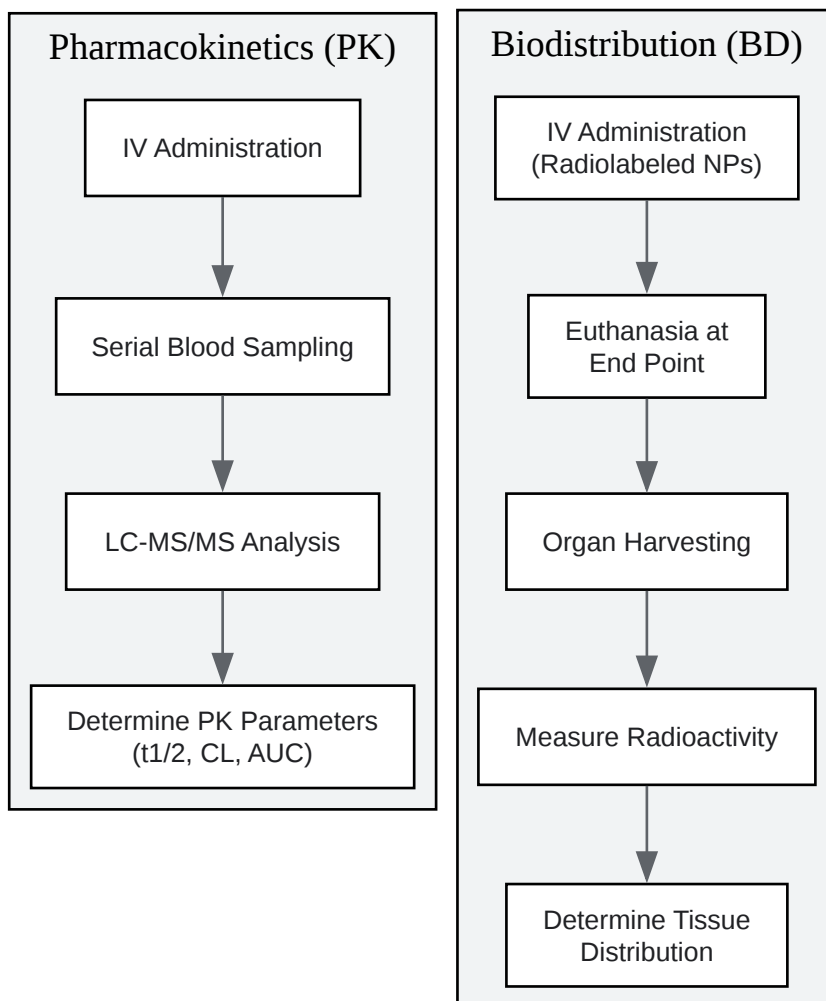 Pharmacokinetics (PK)
IV Administration
Serial Blood Sampling
LC-MS/MS Analysis
Determine PK Parameters
(t1/2, CL, AUC)
Biodistribution (BD)
IV Administration
(Radiolabeled NPs)
Euthanasia at
End Point
Organ Harvesting
Measure Radioactivity
Determine Tissue
Distribution